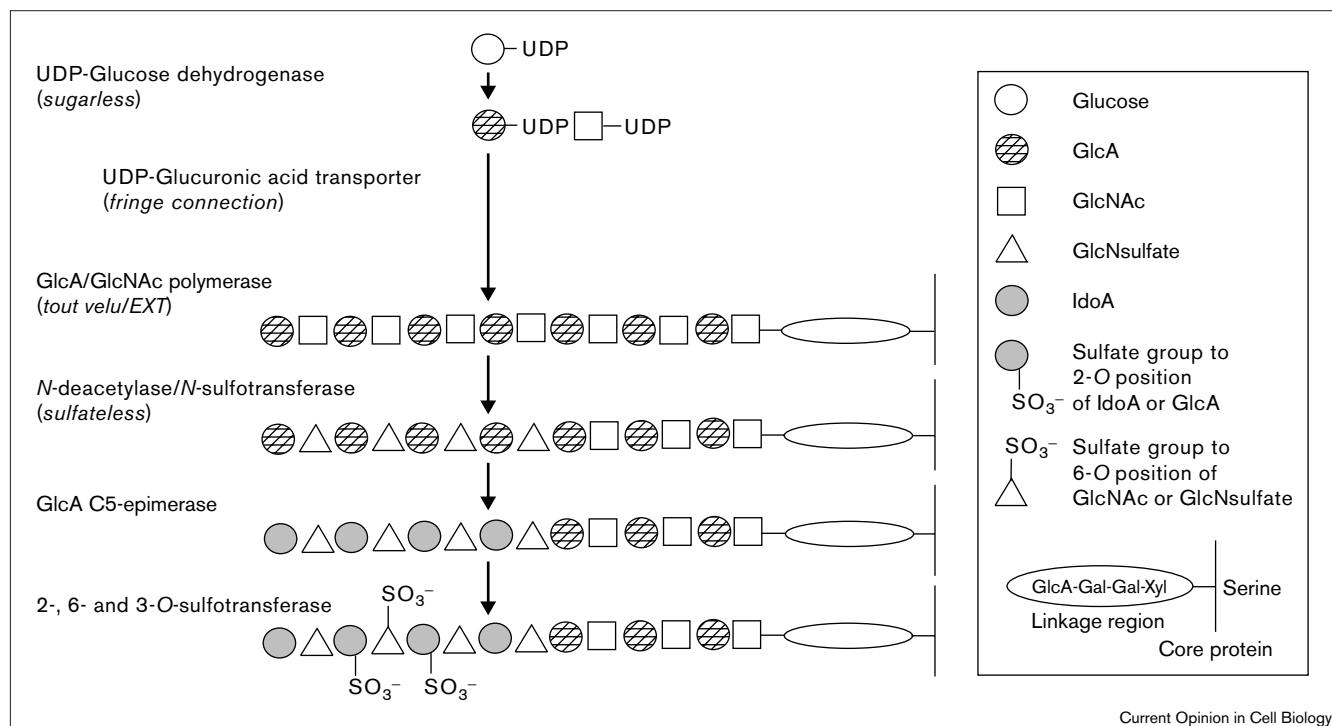 UDP
UDP-Glucose dehydrogenase
(sugarless)
UDP
UDP
UDP-Glucuronic acid transporter
(fringe connection)
GlcA/GlcNAc polymerase
(tout velu/EXT)
N-deacetylase/N-sulfotransferase
(sulfateless)
GlcA C5-epimerase
2-, 6- and 3-O-sulfotransferase
SO₃⁻
SO₃⁻
SO₃⁻
Glucose
GlcA
GlcNAc
GlcNsulfate
IdoA
Sulfate group to
2-O position
of IdoA or GlcA
SO₃⁻
SO₃⁻
Sulfate group to
6-O position of
GlcNAc or GlcNsulfate
GlcA-Gal-Gal-Xyl
Serine
Linkage region
Core protein
Current Opinion in Cell Biology